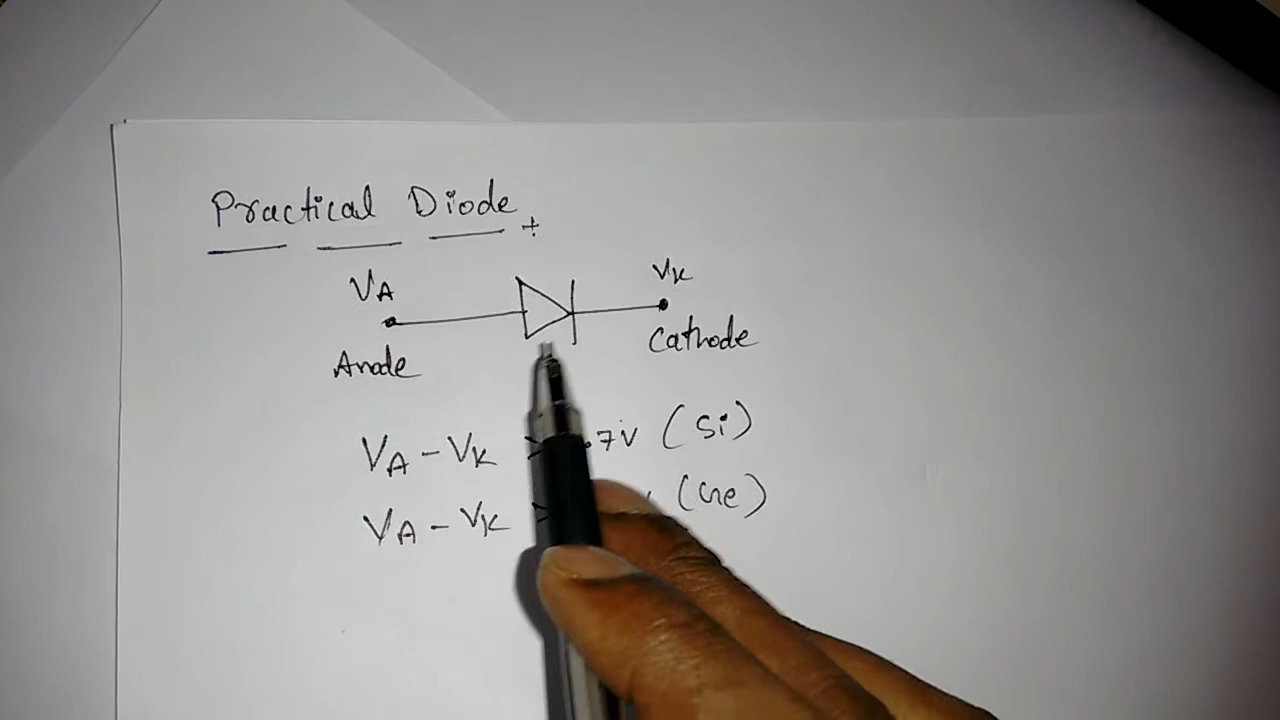 Practical Diode
VA VK
Anode Cathode
VA - VK > .7V (Si)
VA - VK > (Ge)